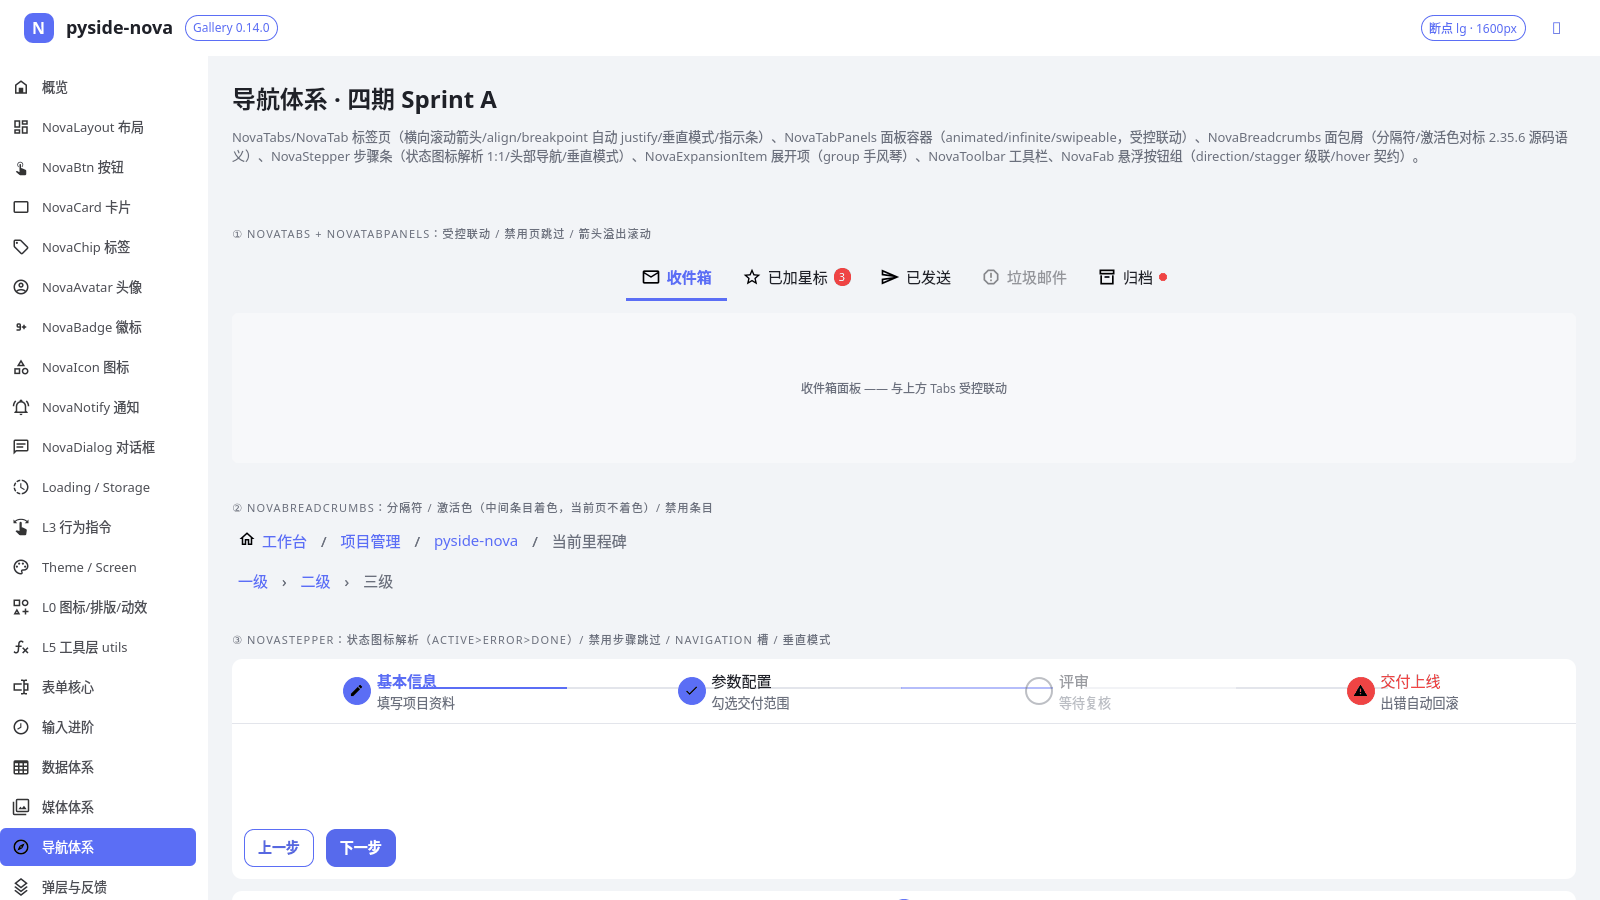 N pyside-nova Gallery 0.14.0
断点 lg · 1600px
概览
NovaLayout 布局
NovaBtn 按钮
NovaCard 卡片
NovaChip 标签
NovaAvatar 头像
9+ NovaBadge 徽标
NovaIcon 图标
NovaNotify 通知
NovaDialog 对话框
Loading / Storage
L3 行为指令
Theme / Screen
L0 图标/排版/动效
L5 工具层 utils
表单核心
输入进阶
数据体系
媒体体系
导航体系
弹层与反馈
导航体系 · 四期 Sprint A
NovaTabs/NovaTab 标签页（横向滚动箭头/align/breakpoint 自动 justify/垂直模式/指示条）、NovaTabPanels 面板容器（animated/infinite/swipeable，受控联动）、NovaBreadcrumbs 面包屑（分隔符/激活色对标 2.35.6 源码语
义）、NovaStepper 步骤条（状态图标解析 1:1/头部导航/垂直模式）、NovaExpansionItem 展开项（group 手风琴）、NovaToolbar 工具栏、NovaFab 悬浮按钮组（direction/stagger 级联/hover 契约）。
① NOVATABS + NOVATABPANELS：受控联动 / 禁用页跳过 / 箭头溢出滚动
收件箱 已加星标 3 已发送 垃圾邮件 归档
收件箱面板 —— 与上方 Tabs 受控联动
② NOVABREADCRUMBS：分隔符 / 激活色（中间条目着色，当前页不着色）/ 禁用条目
工作台 / 项目管理 / pyside-nova / 当前里程碑
一级 › 二级 › 三级
③ NOVASTEPPER：状态图标解析（ACTIVE>ERROR>DONE）/ 禁用步骤跳过 / NAVIGATION 槽 / 垂直模式
基本信息 参数配置 评审 交付上线
填写项目资料 勾选交付范围 等待复核 出错自动回滚
上一步 下一步